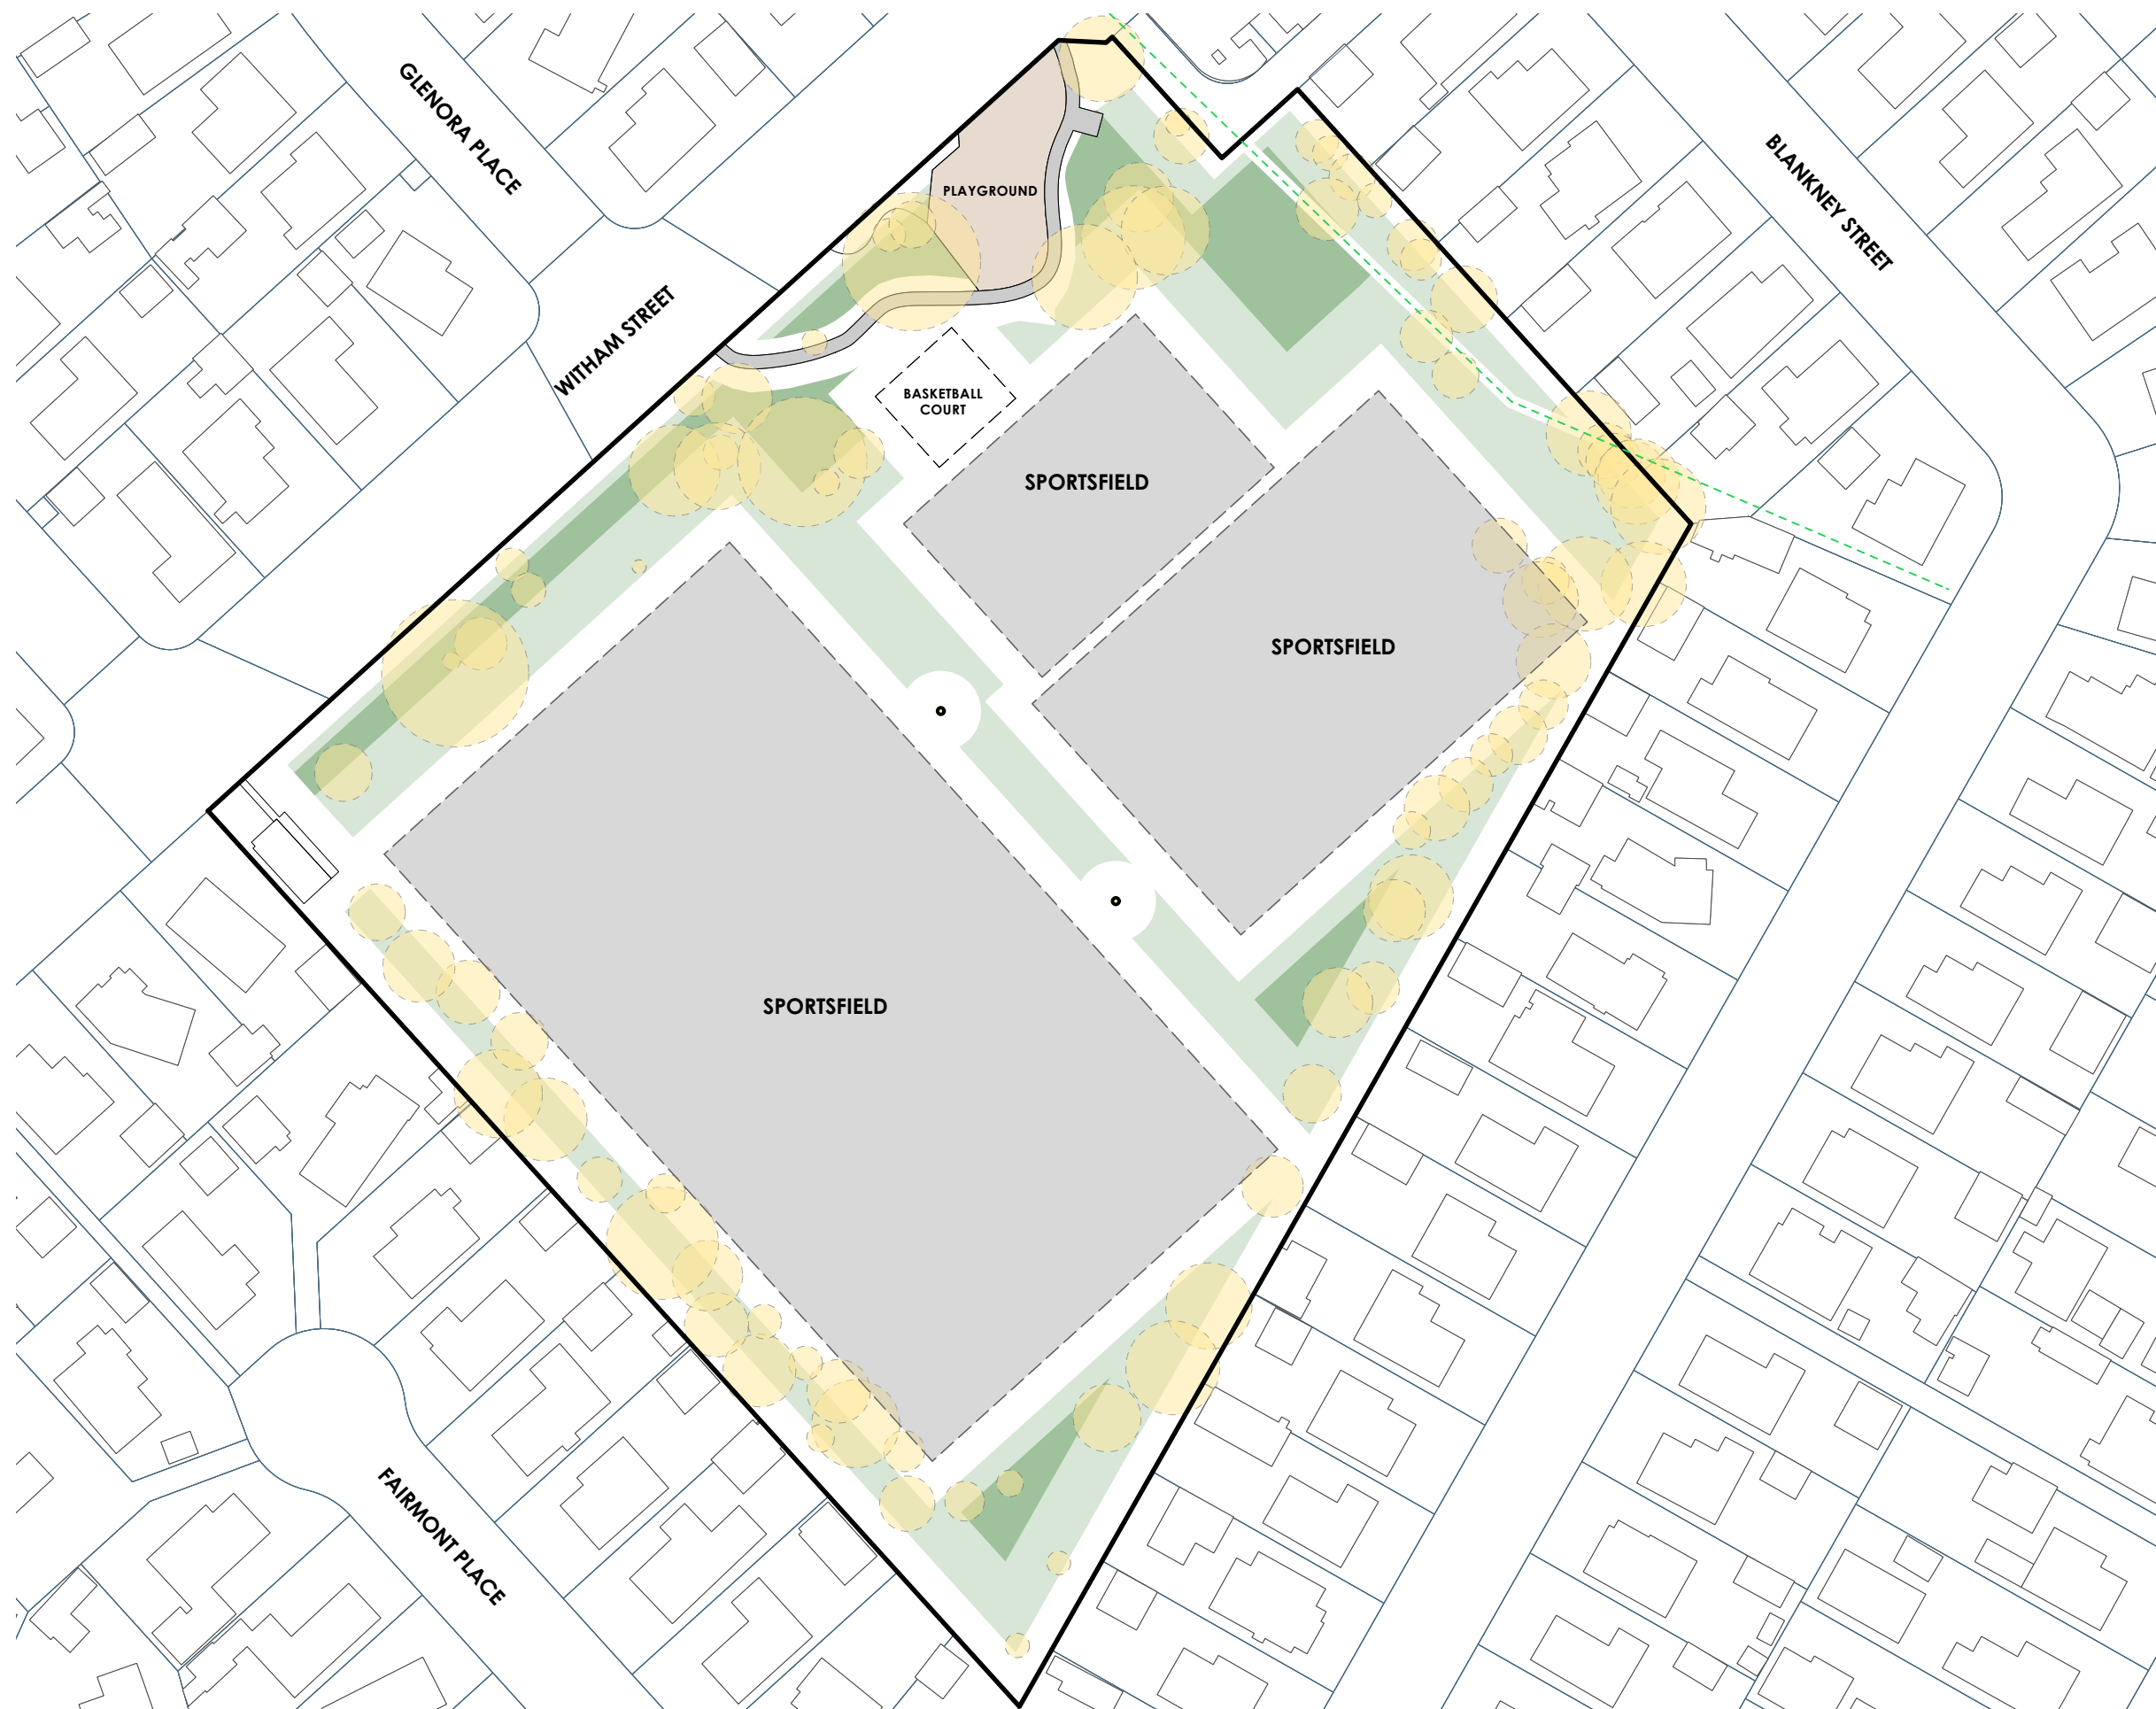 GLENORA PLACE
BLANKNEY STREET
PLAYGROUND
WITHAM STREET
BASKETBALL
COURT
SPORTSFIELD
SPORTSFIELD
SPORTSFIELD
FAIRMONT PLACE